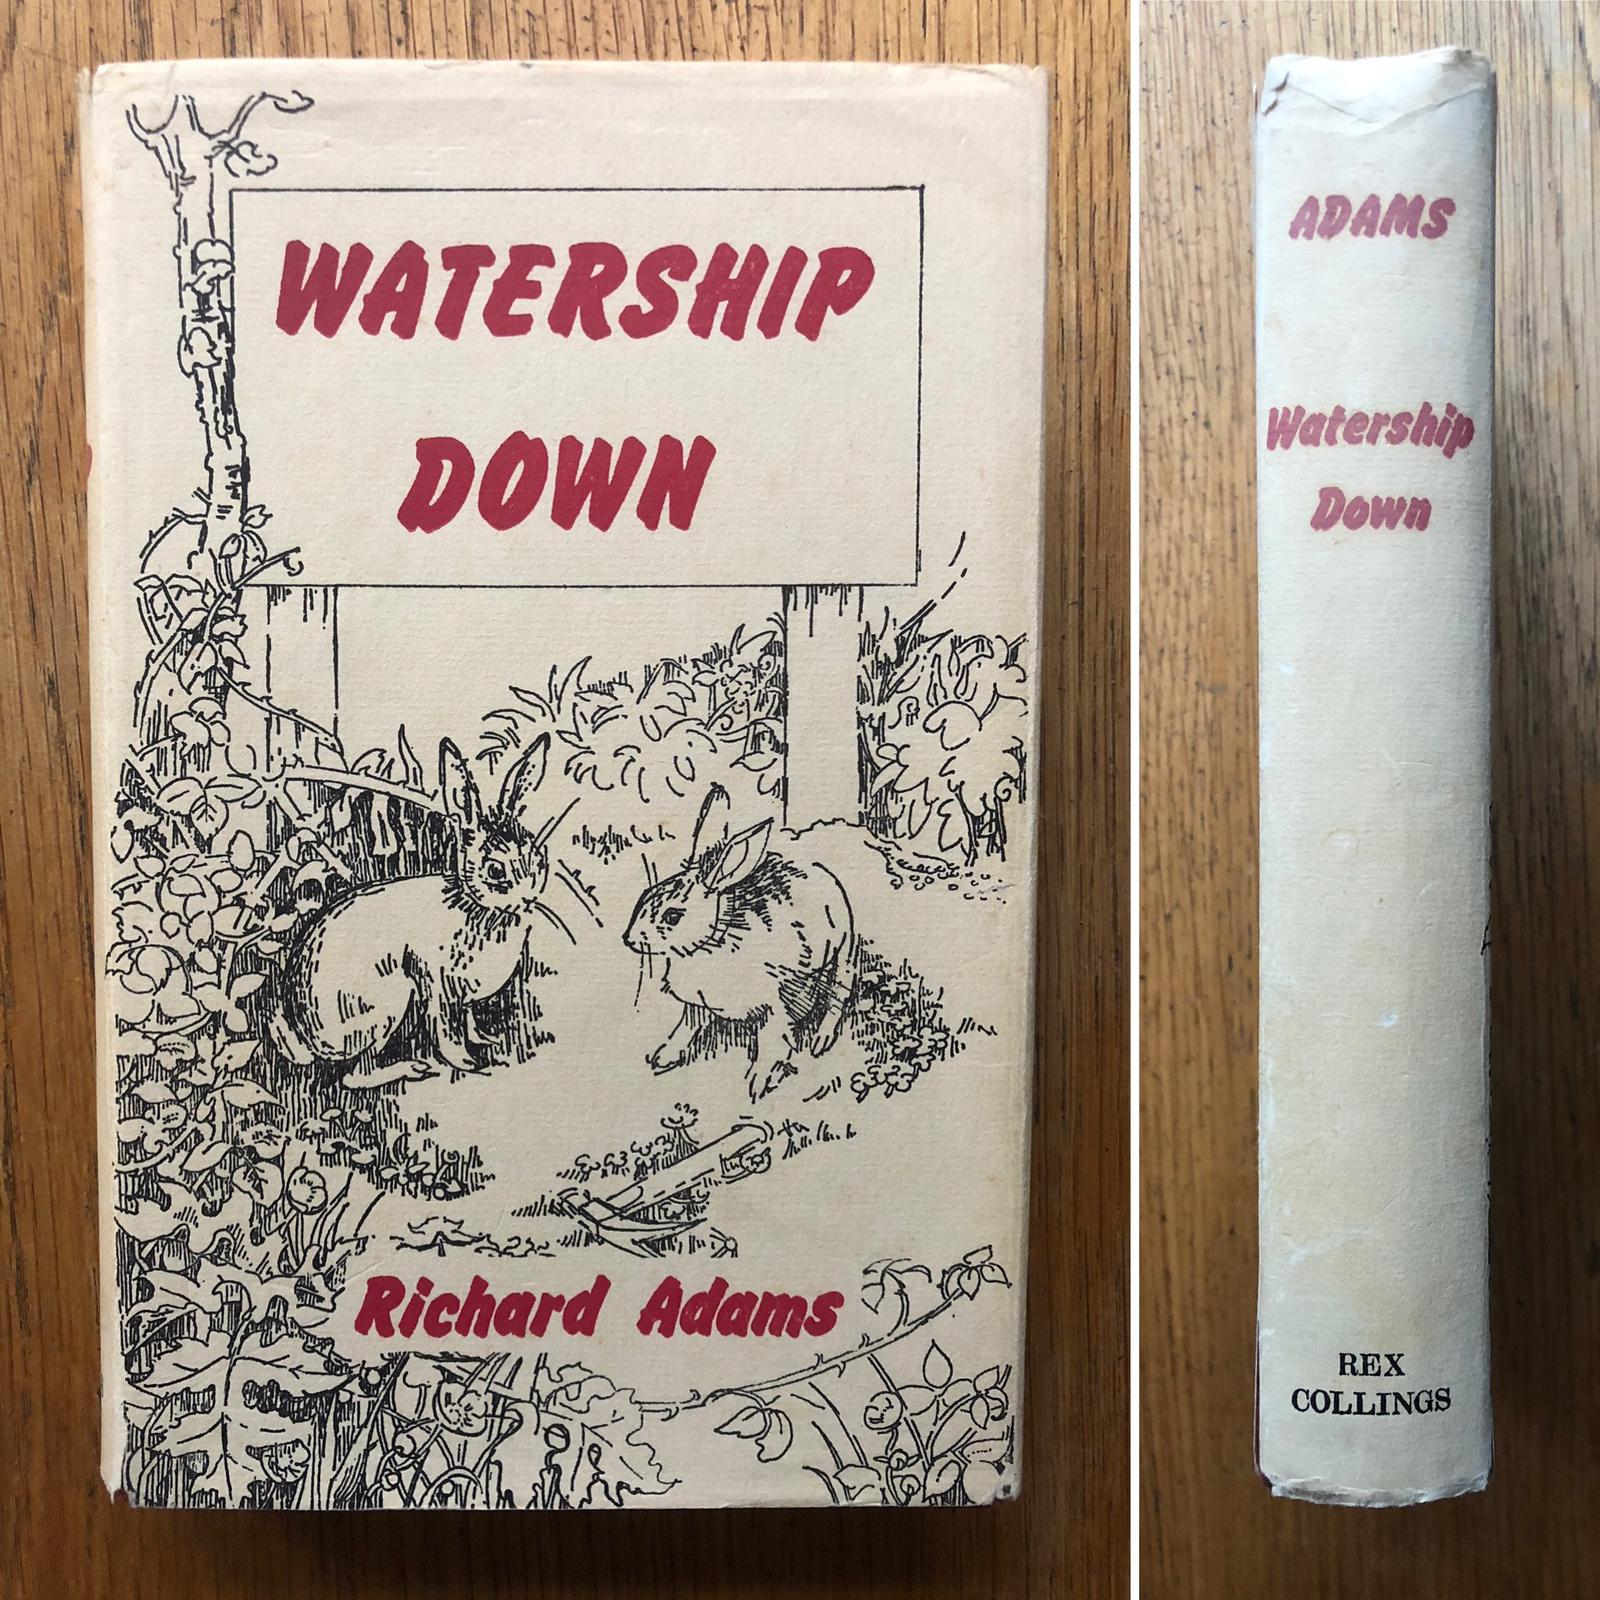 WATERSHIP
DOWN
Richard Adams
ADAMS
Watership
Down
REX
COLLINGS